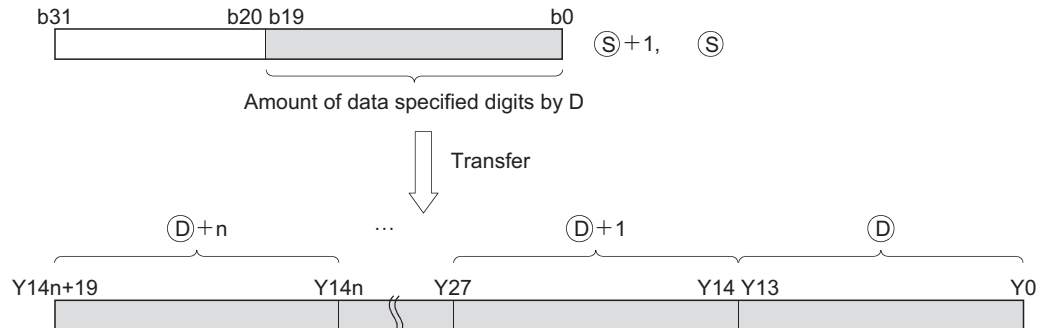 b31 b20 b19 b0
Ⓢ+1, Ⓢ
Amount of data specified digits by D
Transfer
Ⓓ+n … Ⓓ+1 Ⓓ
Y14n+19 Y14n Y27 Y14 Y13 Y0